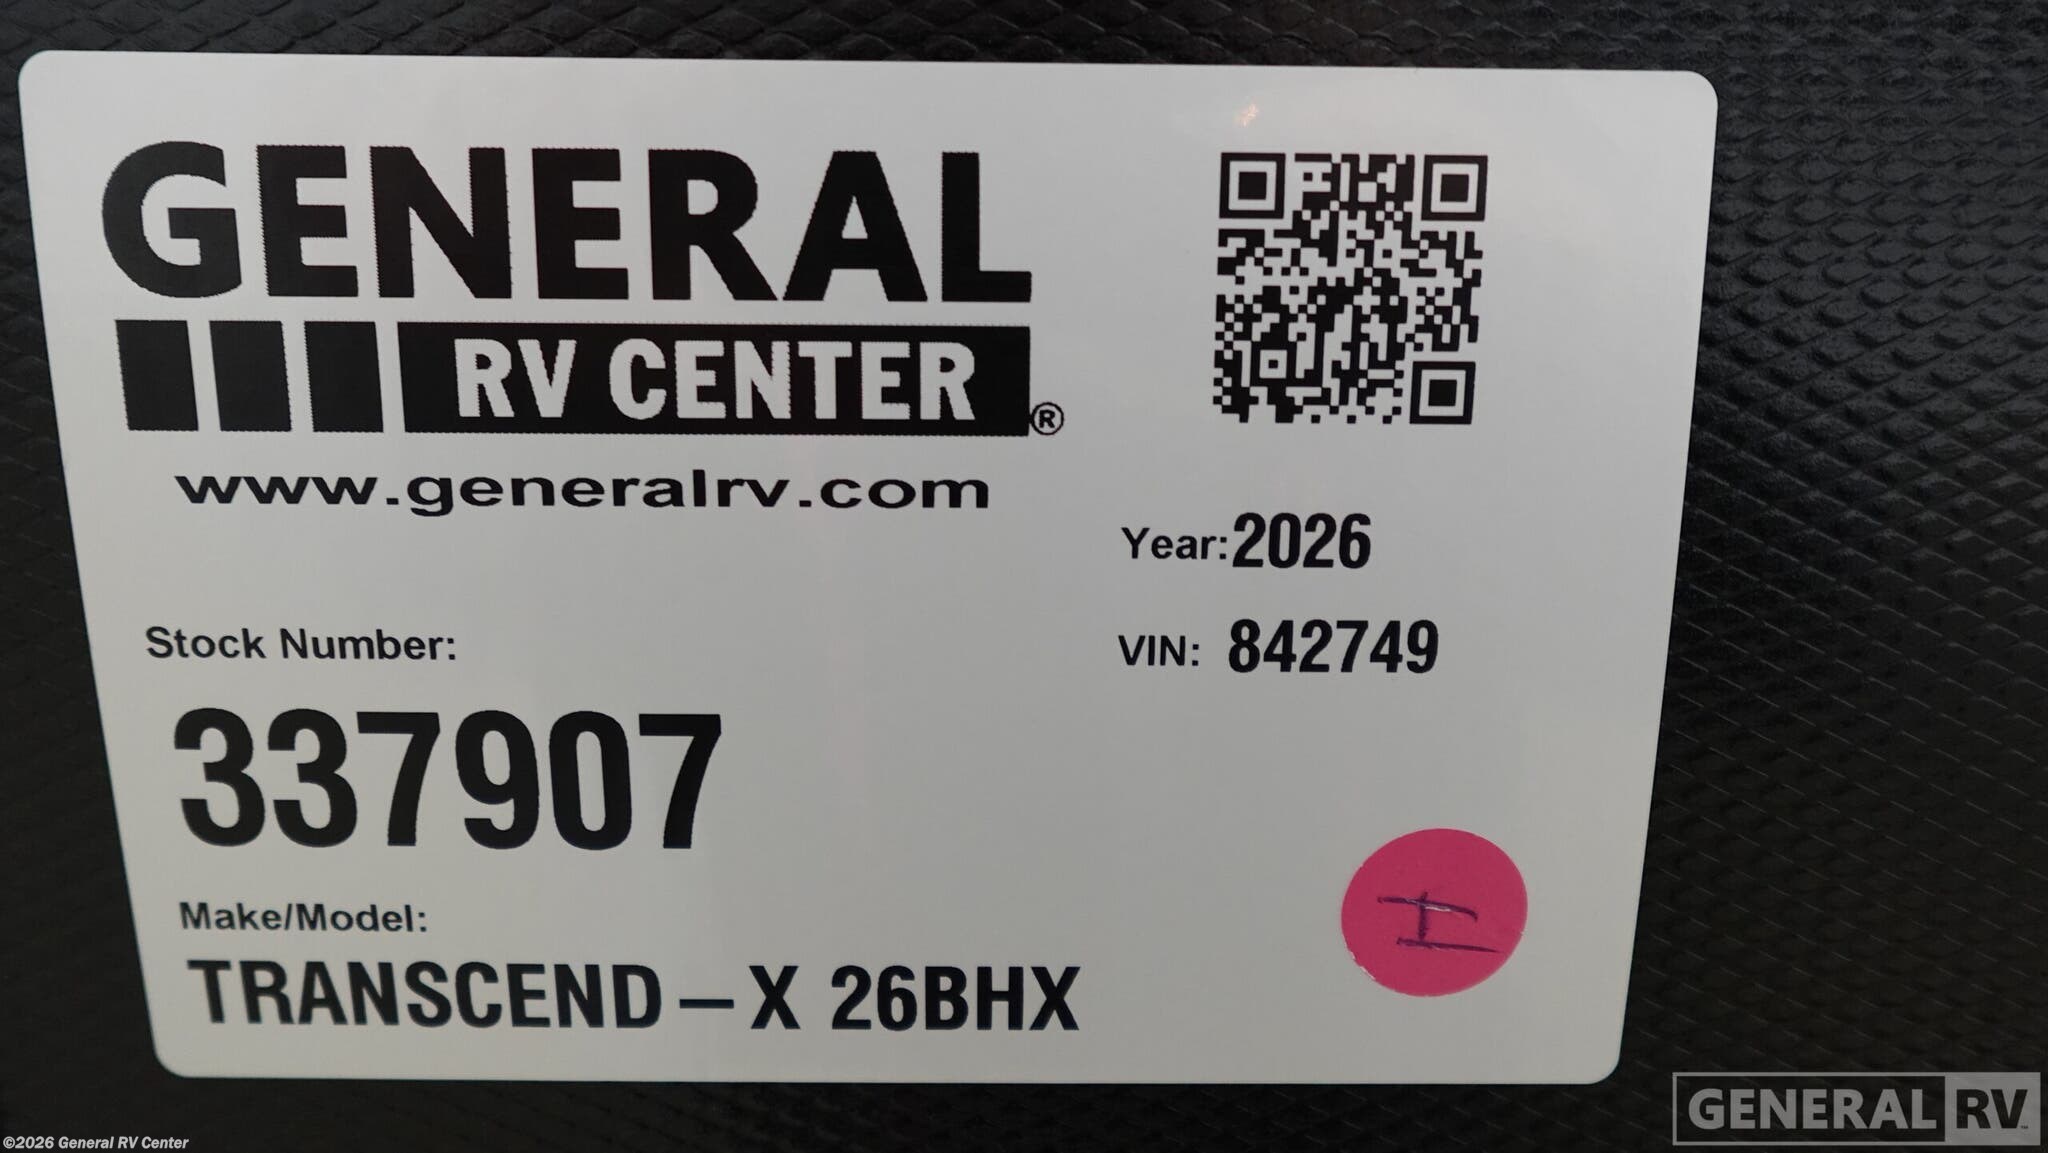 GENERAL
RV CENTER®
www.generalrv.com
Year: 2026
VIN: 842749
Stock Number:
337907
Make/Model:
TRANSCEND – X 26BHX
I
GENERAL RV™
©2026 General RV Center